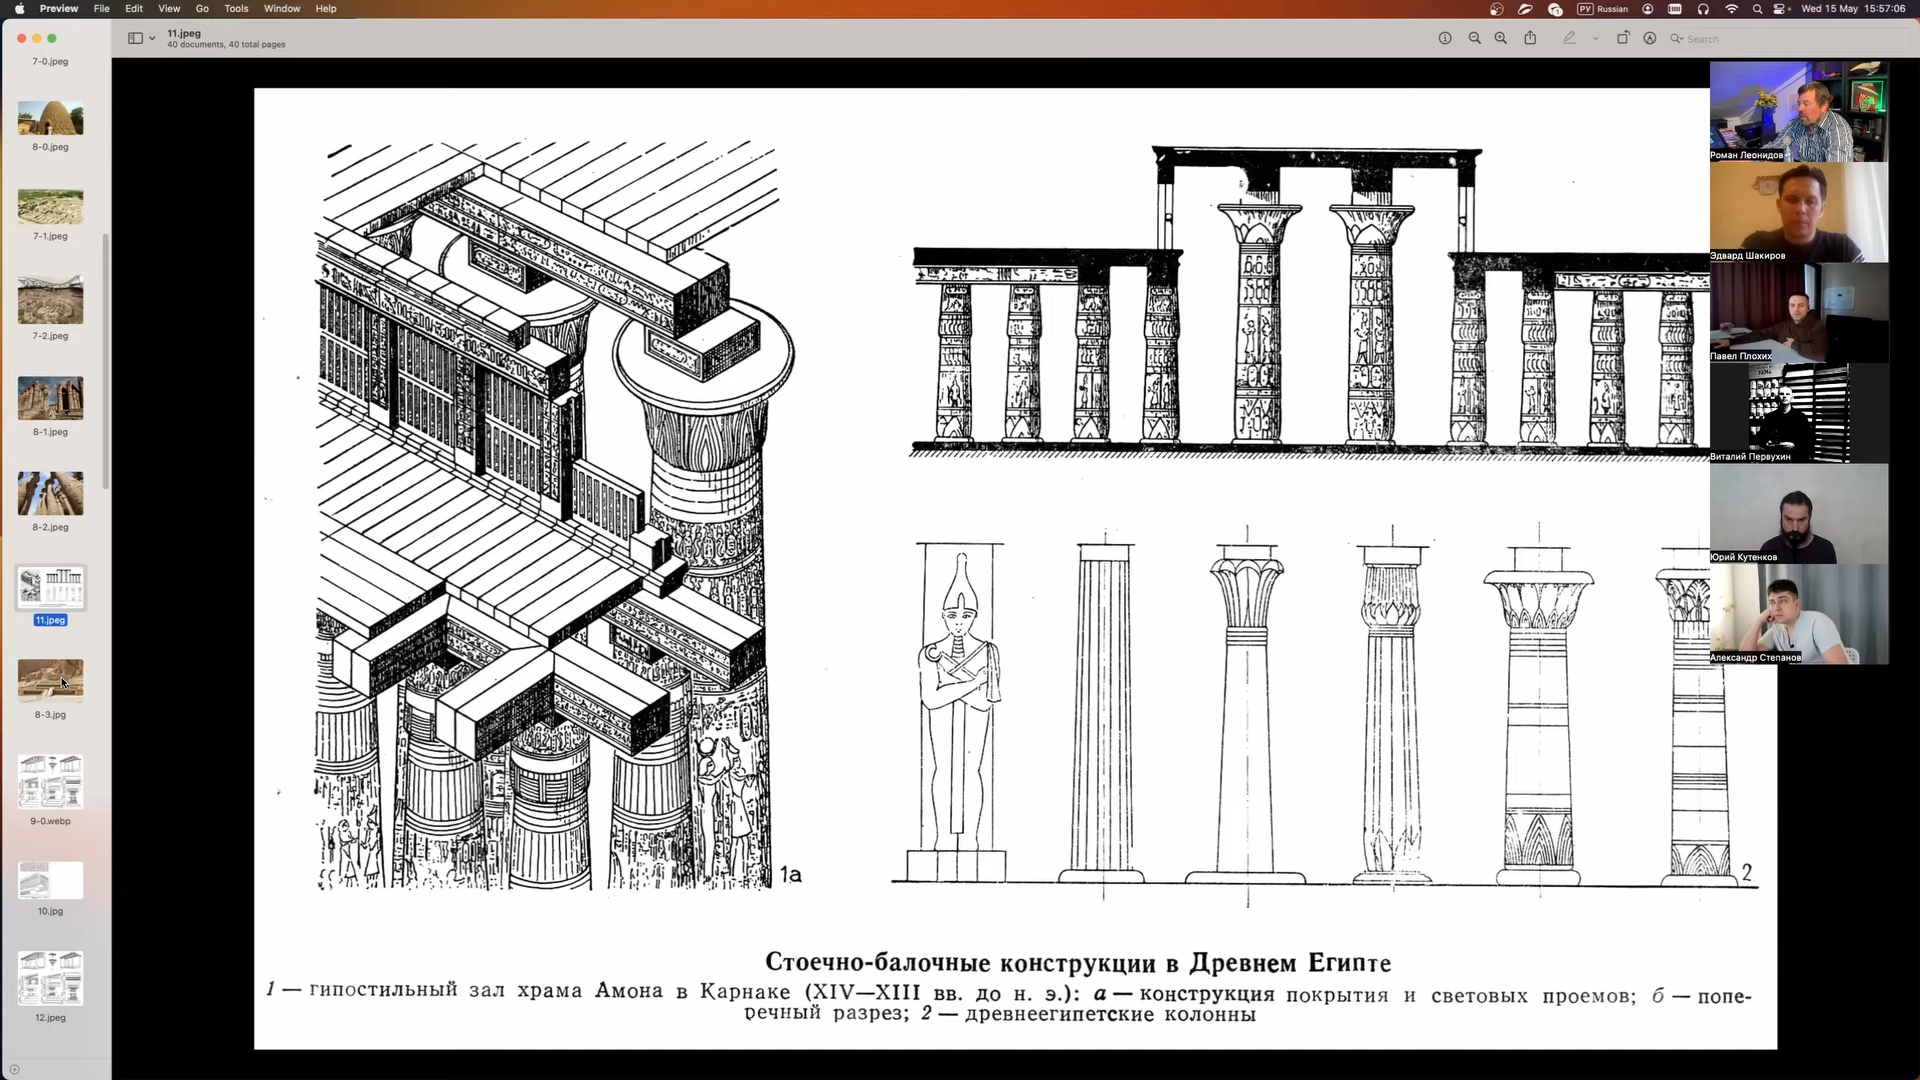 Preview File Edit View Go Tools Window Help
РУ Russian
Wed 15 May 15:57:06
11.jpeg
40 documents, 40 total pages
Search
7-0.jpeg
8-0.jpeg
7-1.jpeg
7-2.jpeg
8-1.jpeg
8-2.jpeg
11.jpeg
8-3.jpg
9-0.webp
10.jpg
12.jpeg
1а
2
Стоечно-балочные конструкции в Древнем Египте
1 — гипостильный зал храма Амона в Карнаке (XIV—XIII вв. до н. э.): а — конструкция покрытия и световых проемов; б — попе-
речный разрез; 2 — древнеегипетские колонны
Роман Леонидов
Эдвард Шакиров
Павел Плохих
Виталий Первухин
Юрий Кутенков
Александр Степанов